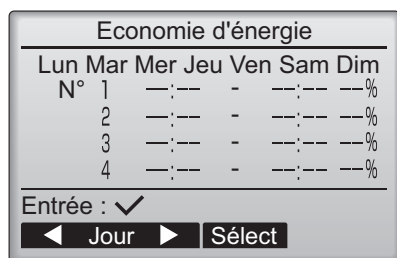 Economie d'énergie
Lun Mar Mer Jeu Ven Sam Dim
N° 1 --:-- - --:-- --%
2 --:-- - --:-- --%
3 --:-- - --:-- --%
4 --:-- - --:-- --%
Entrée : ✓
◀ Jour ▶ Sélect